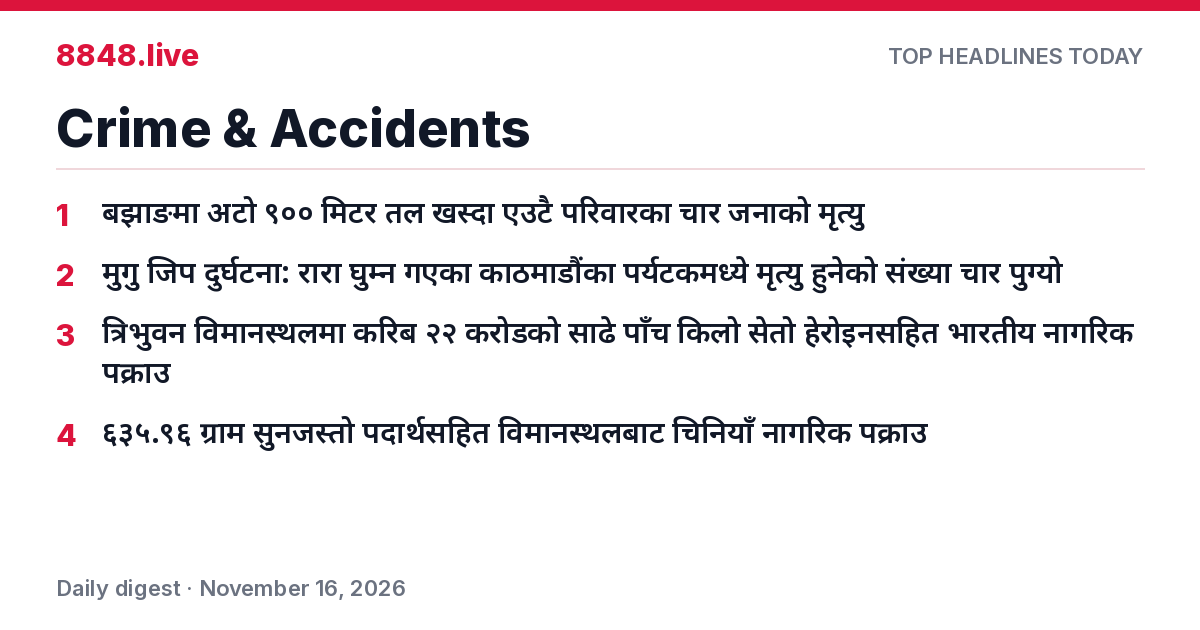 8848.live
TOP HEADLINES TODAY
Crime & Accidents
1 बझाङमा अटो ९०० मिटर तल खस्दा एउटै परिवारका चार जनाको मृत्यु
2 मुगु जिप दुर्घटना: रारा घुम्न गएका काठमाडौंका पर्यटकमध्ये मृत्यु हुनेको संख्या चार पुग्यो
3 त्रिभुवन विमानस्थलमा करिब २२ करोडको साढे पाँच किलो सेतो हेरोइनसहित भारतीय नागरिक
पक्राउ
4 ६३५.९६ ग्राम सुनजस्तो पदार्थसहित विमानस्थलबाट चिनियाँ नागरिक पक्राउ
Daily digest · November 16, 2026